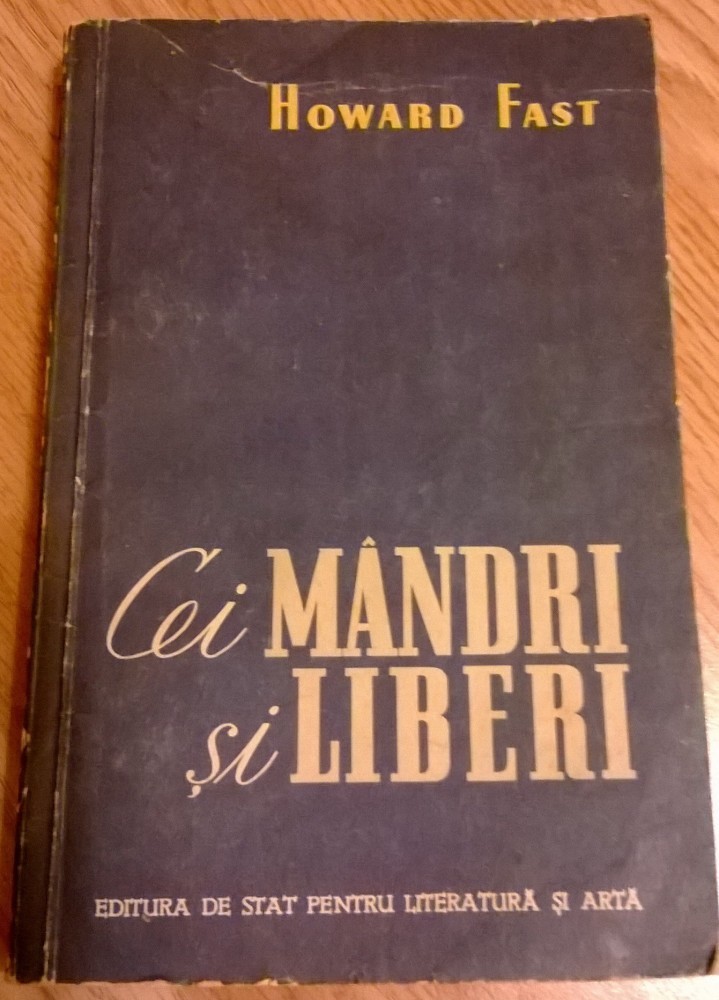 HOWARD FAST
Cei MÂNDRI
și LIBERI
EDITURA DE STAT PENTRU LITERATURĂ ȘI ARTĂ